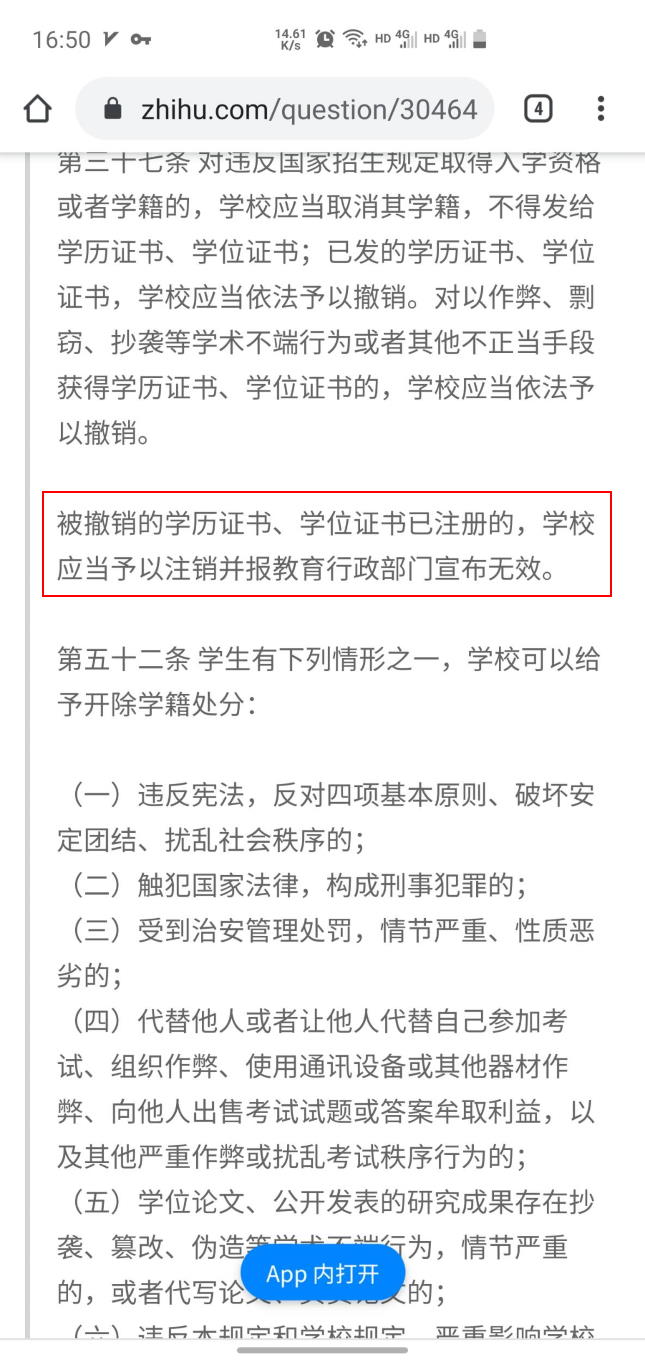 16:50
14.61 K/s HD 4G HD 4G
zhihu.com/question/30464
4
第三十七条 对违反国家招生规定取得入学资格
或者学籍的，学校应当取消其学籍，不得发给
学历证书、学位证书；已发的学历证书、学位
证书，学校应当依法予以撤销。对以作弊、剽
窃、抄袭等学术不端行为或者其他不正当手段
获得学历证书、学位证书的，学校应当依法予
以撤销。
被撤销的学历证书、学位证书已注册的，学校
应当予以注销并报教育行政部门宣布无效。
第五十二条 学生有下列情形之一，学校可以给
予开除学籍处分：
（一）违反宪法，反对四项基本原则、破坏安
定团结、扰乱社会秩序的；
（二）触犯国家法律，构成刑事犯罪的；
（三）受到治安管理处罚，情节严重、性质恶
劣的；
（四）代替他人或者让他人代替自己参加考
试、组织作弊、使用通讯设备或其他器材作
弊、向他人出售考试试题或答案牟取利益，以
及其他严重作弊或扰乱考试秩序行为的；
（五）学位论文、公开发表的研究成果存在抄
袭、篡改、伪造等学术不端行为，情节严重
的，或者代写论文、文的；
App 内打开
（六）违反本规定和学校规定，严重影响学校